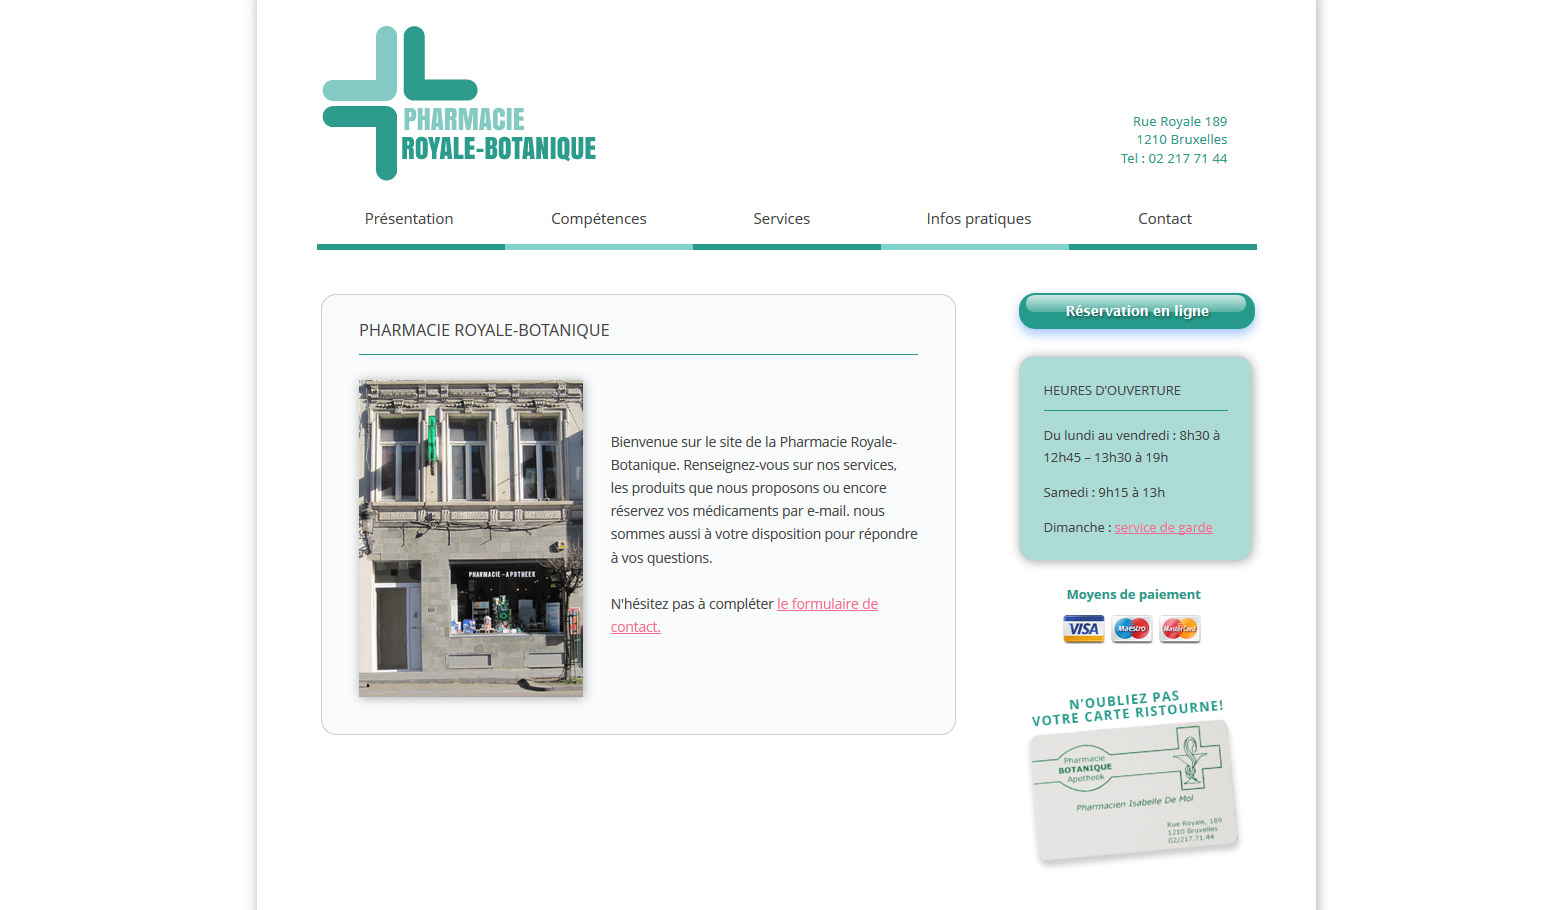 PHARMACIE
ROYALE-BOTANIQUE
Rue Royale 189
1210 Bruxelles
Tel : 02 217 71 44
Présentation
Compétences
Services
Infos pratiques
Contact
PHARMACIE ROYALE-BOTANIQUE
PHARMACIE-APOTHEEK
Bienvenue sur le site de la Pharmacie Royale-
Botanique. Renseignez-vous sur nos services,
les produits que nous proposons ou encore
réservez vos médicaments par e-mail. nous
sommes aussi à votre disposition pour répondre
à vos questions.
N'hésitez pas à compléter le formulaire de
contact.
Réservation en ligne
HEURES D’OUVERTURE
Du lundi au vendredi : 8h30 à
12h45 – 13h30 à 19h
Samedi : 9h15 à 13h
Dimanche : service de garde
Moyens de paiement
VISA
Maestro
MasterCard
N'OUBLIEZ PAS
VOTRE CARTE RISTOURNE!
Pharmacie
BOTANIQUE
Apotheek
Pharmacien Isabelle De Mol
Rue Royale, 189
1210 Bruxelles
02/217.71.44